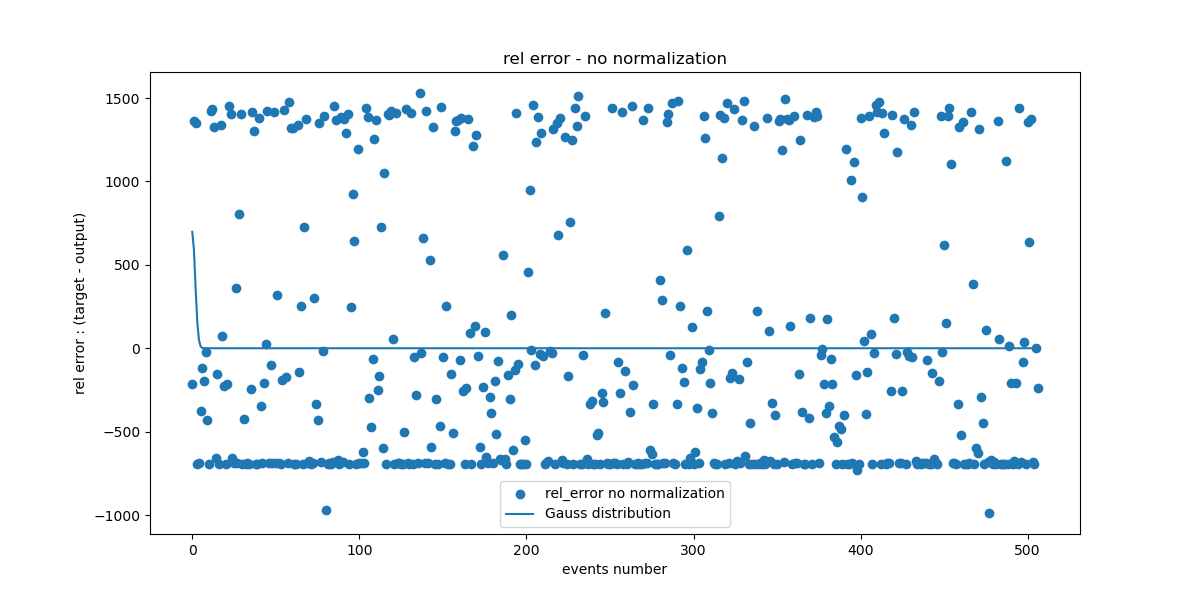 rel error - no normalization
rel error : (target - output)
1500
1000
500
0
−500
−1000
rel_error no normalization
Gauss distribution
0 100 200 300 400 500
events number